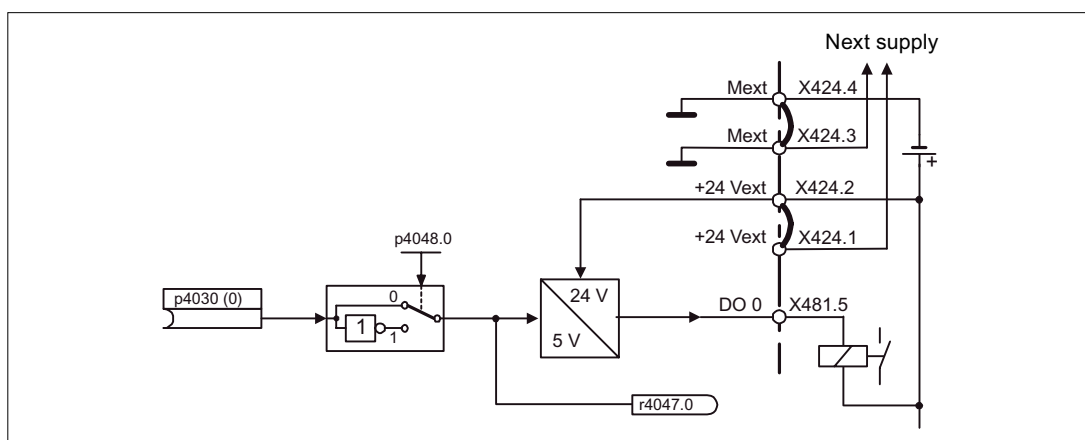 Next supply
Mext X424.4
Mext X424.3
+
+24 Vext X424.2
p4048.0
+24 Vext X424.1
p4030 (0)
0
1
1
24 V
5 V
DO 0 X481.5
r4047.0